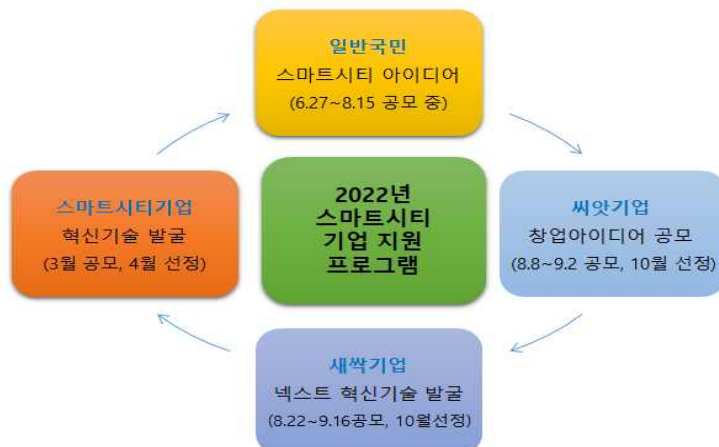 일반국민
스마트시티 아이디어
(6.27~8.15 공모 중)
스마트시티기업
혁신기술 발굴
(3월 공모, 4월 선정)
2022년
스마트시티
기업 지원
프로그램
씨앗기업
창업아이디어 공모
(8.8~9.2 공모, 10월 선정)
새싹기업
넥스트 혁신기술 발굴
(8.22~9.16공모, 10월선정)